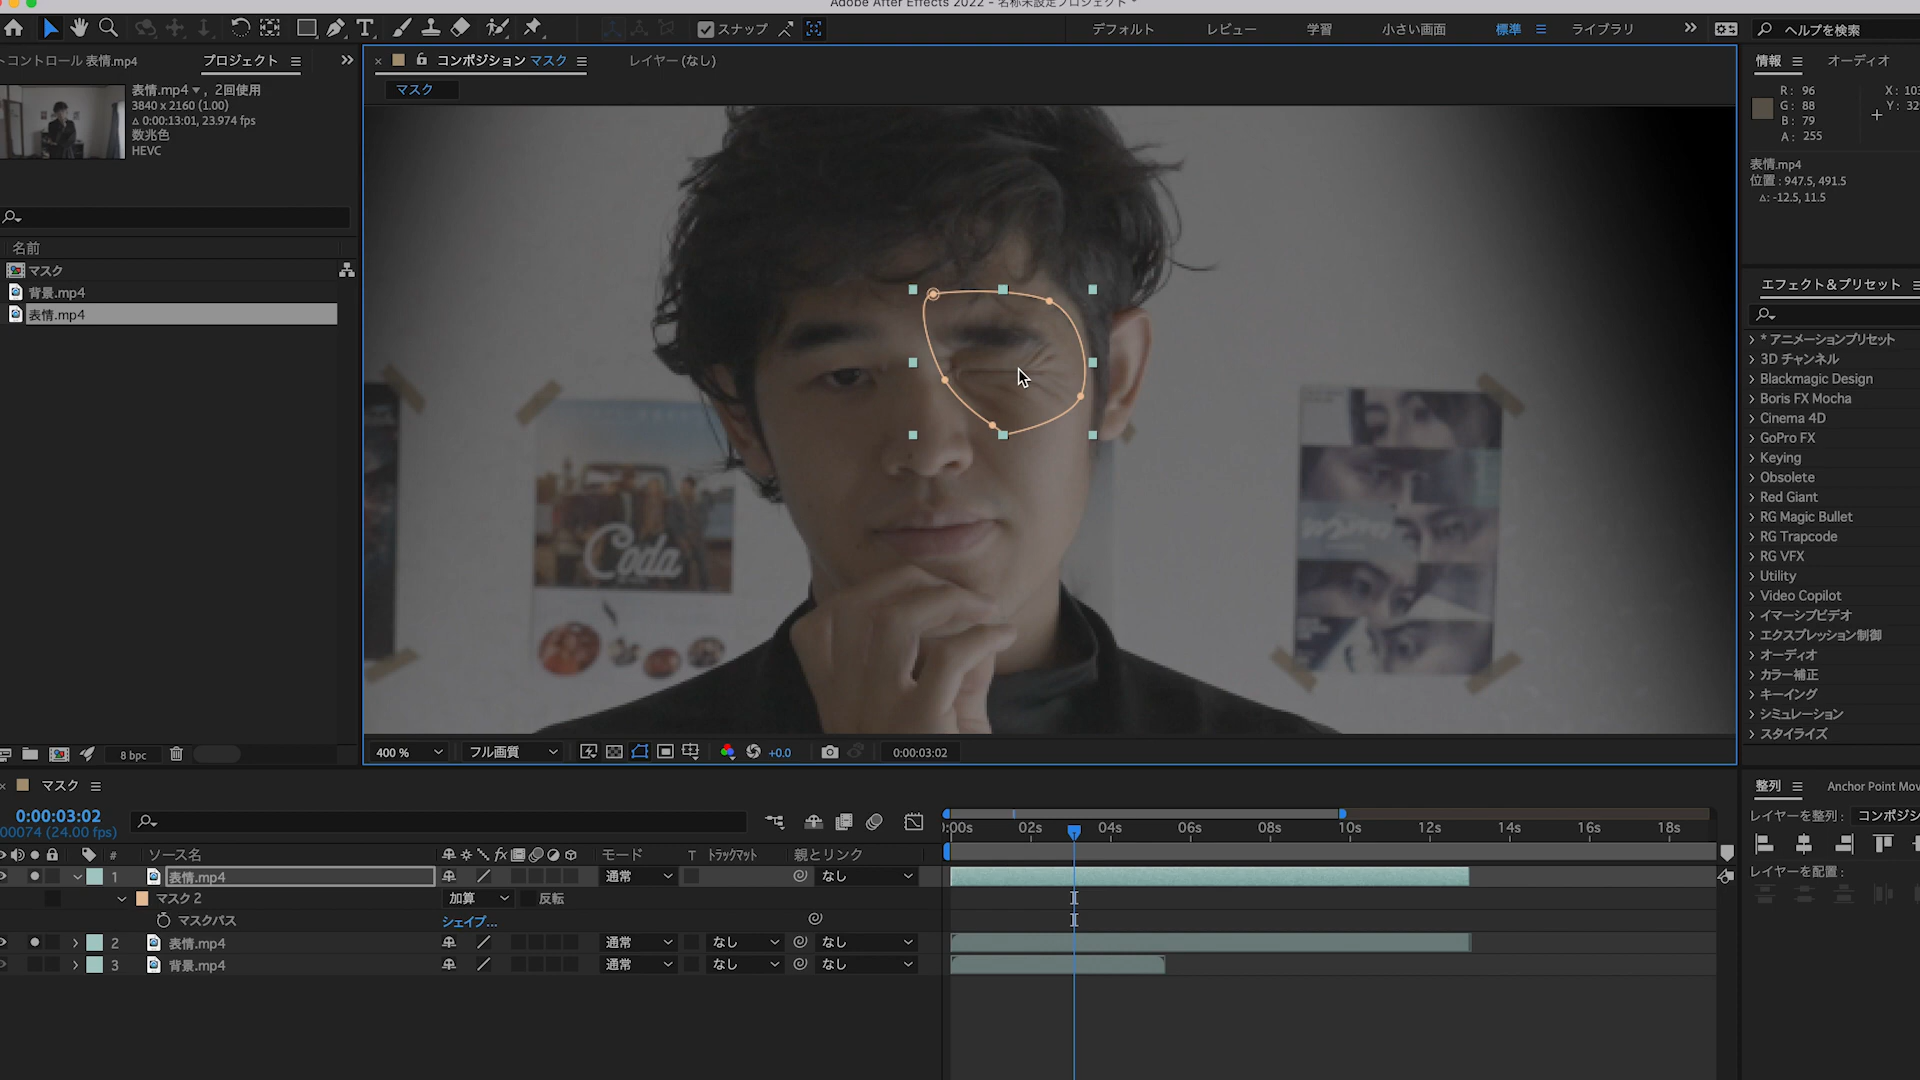 Adobe After Effects 2022 - 名称未設定プロジェクト *
スナップ
デフォルト
レビュー
学習
小さい画面
標準
ライブラリ
ヘルプを検索
コントロール 表情.mp4
プロジェクト
コンポジション マスク
レイヤー (なし)
情報
オーディオ
表情.mp4 ▾ , 2回使用
3840 x 2160 (1.00)
Δ 0:00:13:01, 23.974 fps
数兆色
HEVC
マスク
R: 96
G: 88
B: 79
A: 255
X: 103
Y: 32
表情.mp4
位置 : 947.5, 491.5
Δ: -12.5, 11.5
名前
マスク
背景.mp4
表情.mp4
エフェクト＆プリセット
* アニメーションプリセット
3D チャンネル
Blackmagic Design
Boris FX Mocha
Cinema 4D
GoPro FX
Keying
Obsolete
Red Giant
RG Magic Bullet
RG Trapcode
RG VFX
Utility
Video Copilot
イマーシブビデオ
エクスプレッション制御
オーディオ
カラー補正
キーイング
シミュレーション
スタイライズ
Coda
8 bpc
400 %
フル画質
+0.0
0:00:03:02
マスク
0:00:03:02
00074 (24.00 fps)
):00s 02s 04s 06s 08s 10s 12s 14s 16s 18s
# ソース名 モード T トラックマット 親とリンク
1 表情.mp4 通常 なし
マスク 2 加算 反転
マスクパス シェイプ...
2 表情.mp4 通常 なし なし
3 背景.mp4 通常 なし なし
整列
Anchor Point Mov
レイヤーを整列 : コンポジシ
レイヤーを配置 :